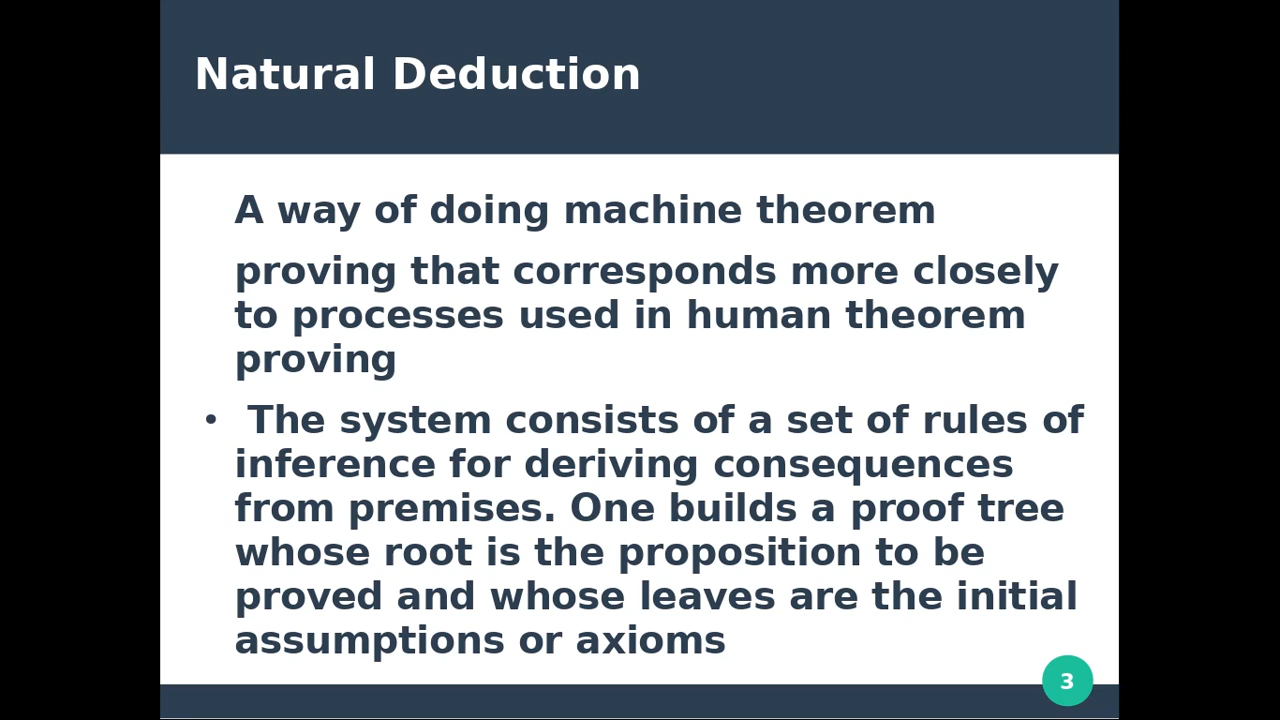 Natural Deduction
A way of doing machine theorem
proving that corresponds more closely
to processes used in human theorem
proving
• The system consists of a set of rules of
inference for deriving consequences
from premises. One builds a proof tree
whose root is the proposition to be
proved and whose leaves are the initial
assumptions or axioms
3